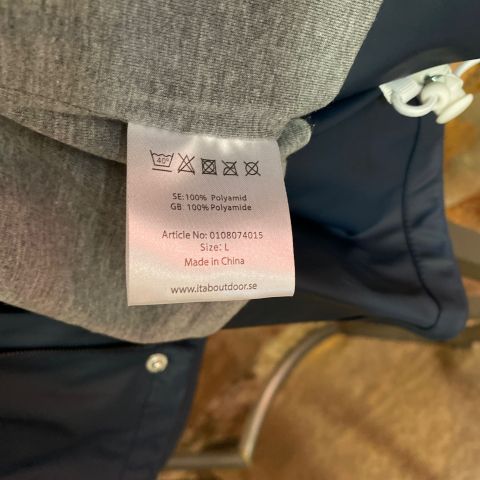 40°
SE:100% Polyamid
GB: 100% Polyamide
Article No: 0108074015
Size: L
Made in China
www.itaboutdoor.se